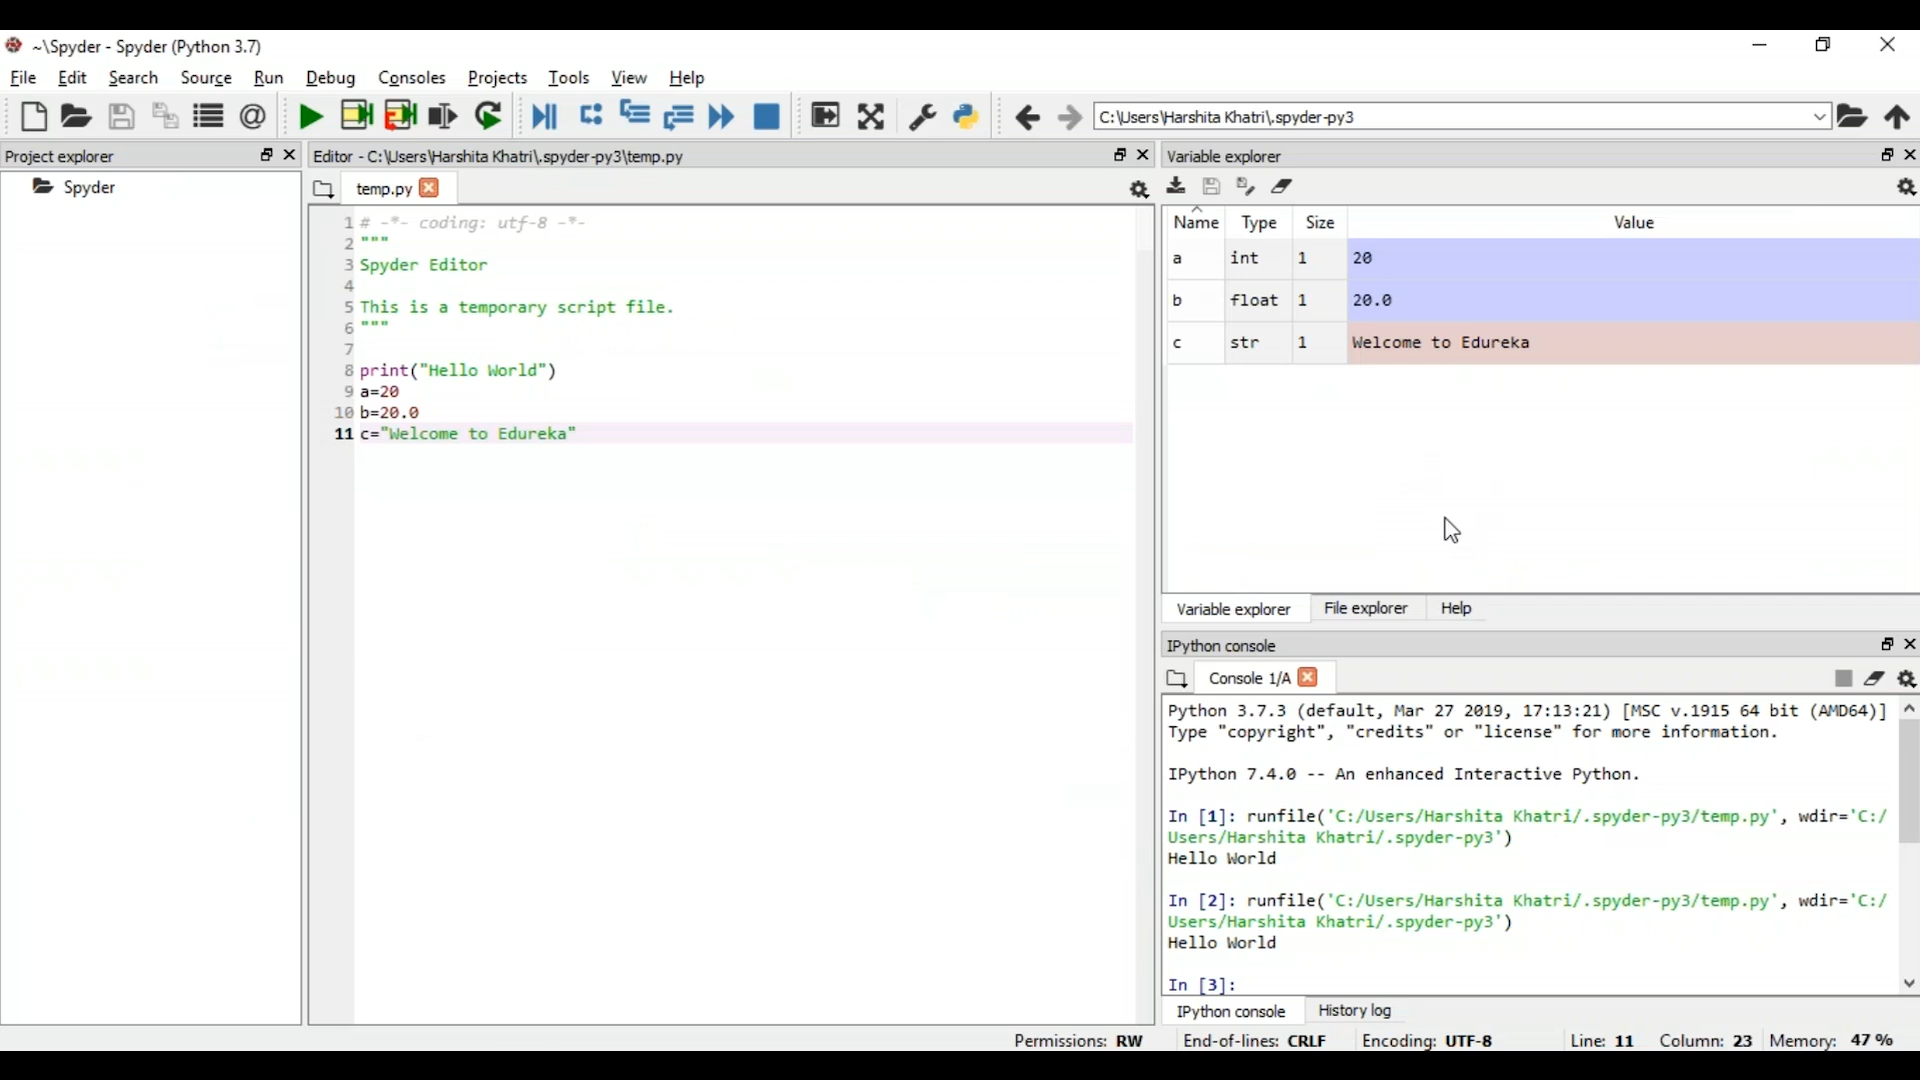 ~\Spyder - Spyder (Python 3.7)
File Edit Search Source Run Debug Consoles Projects Tools View Help
C:\Users\Harshita Khatri\.spyder-py3
Project explorer
Spyder
Editor - C:\Users\Harshita Khatri\.spyder-py3\temp.py
temp.py
1 # -*- coding: utf-8 -*-
2 """
3 Spyder Editor
4
5 This is a temporary script file.
6 """
7
8 print("Hello World")
9 a=20
10 b=20.0
11 c="Welcome to Edureka"
Variable explorer
Name Type Size Value
a int 1 20
b float 1 20.0
c str 1 Welcome to Edureka
Variable explorer File explorer Help
IPython console
Console 1/A
Python 3.7.3 (default, Mar 27 2019, 17:13:21) [MSC v.1915 64 bit (AMD64)]
Type "copyright", "credits" or "license" for more information.
IPython 7.4.0 -- An enhanced Interactive Python.
In [1]: runfile('C:/Users/Harshita Khatri/.spyder-py3/temp.py', wdir='C:/
Users/Harshita Khatri/.spyder-py3')
Hello World
In [2]: runfile('C:/Users/Harshita Khatri/.spyder-py3/temp.py', wdir='C:/
Users/Harshita Khatri/.spyder-py3')
Hello World
In [3]:
IPython console History log
Permissions: RW End-of-lines: CRLF Encoding: UTF-8 Line: 11 Column: 23 Memory: 47 %